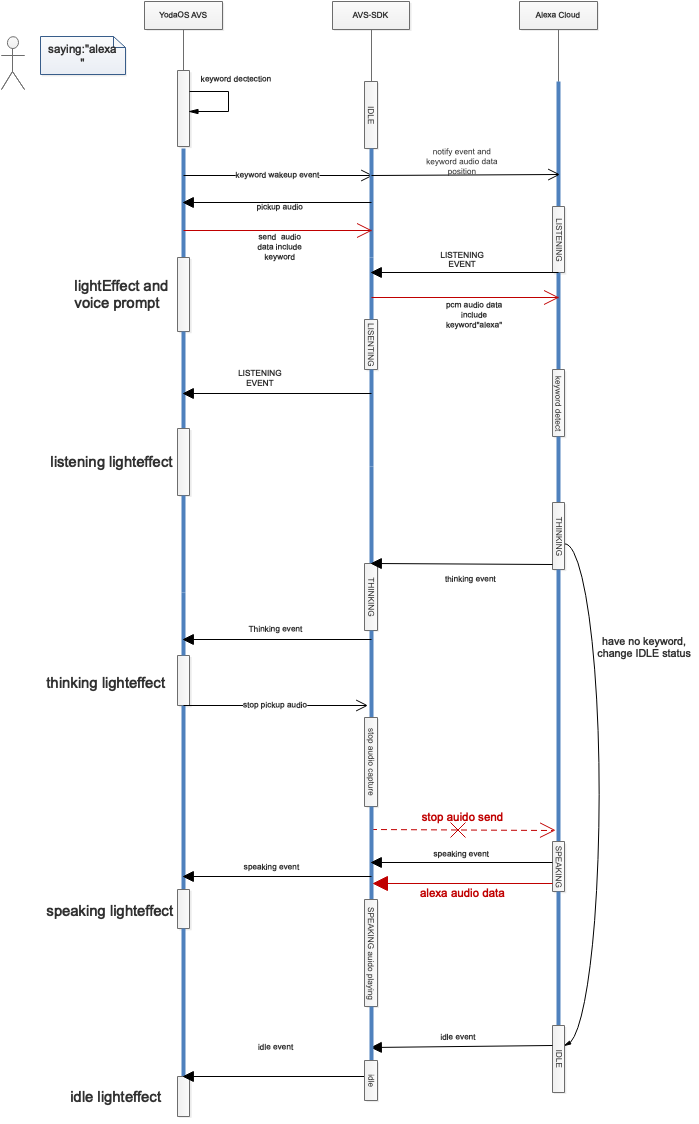 YodaOS AVS
AVS-SDK
Alexa Cloud
saying:"alexa
"
keyword dectection
IDLE
notify event and
keyword audio data
position
keyword wakeup event
pickup audio
LISTENING
send audio
data include
keyword
LISTENING
EVENT
lightEffect and
voice prompt
pcm audio data
include
keyword"alexa"
LISENTING
LISTENING
EVENT
keyword detect
listening lighteffect
THINKING
thinking event
THINKING
Thinking event
have no keyword,
change IDLE status
thinking lighteffect
stop pickup audio
stop audio capture
stop auido send
speaking event
SPEAKING
speaking event
alexa audio data
speaking lighteffect
SPEAKING auido playing
idle event
IDLE
idle event
idle
idle lighteffect